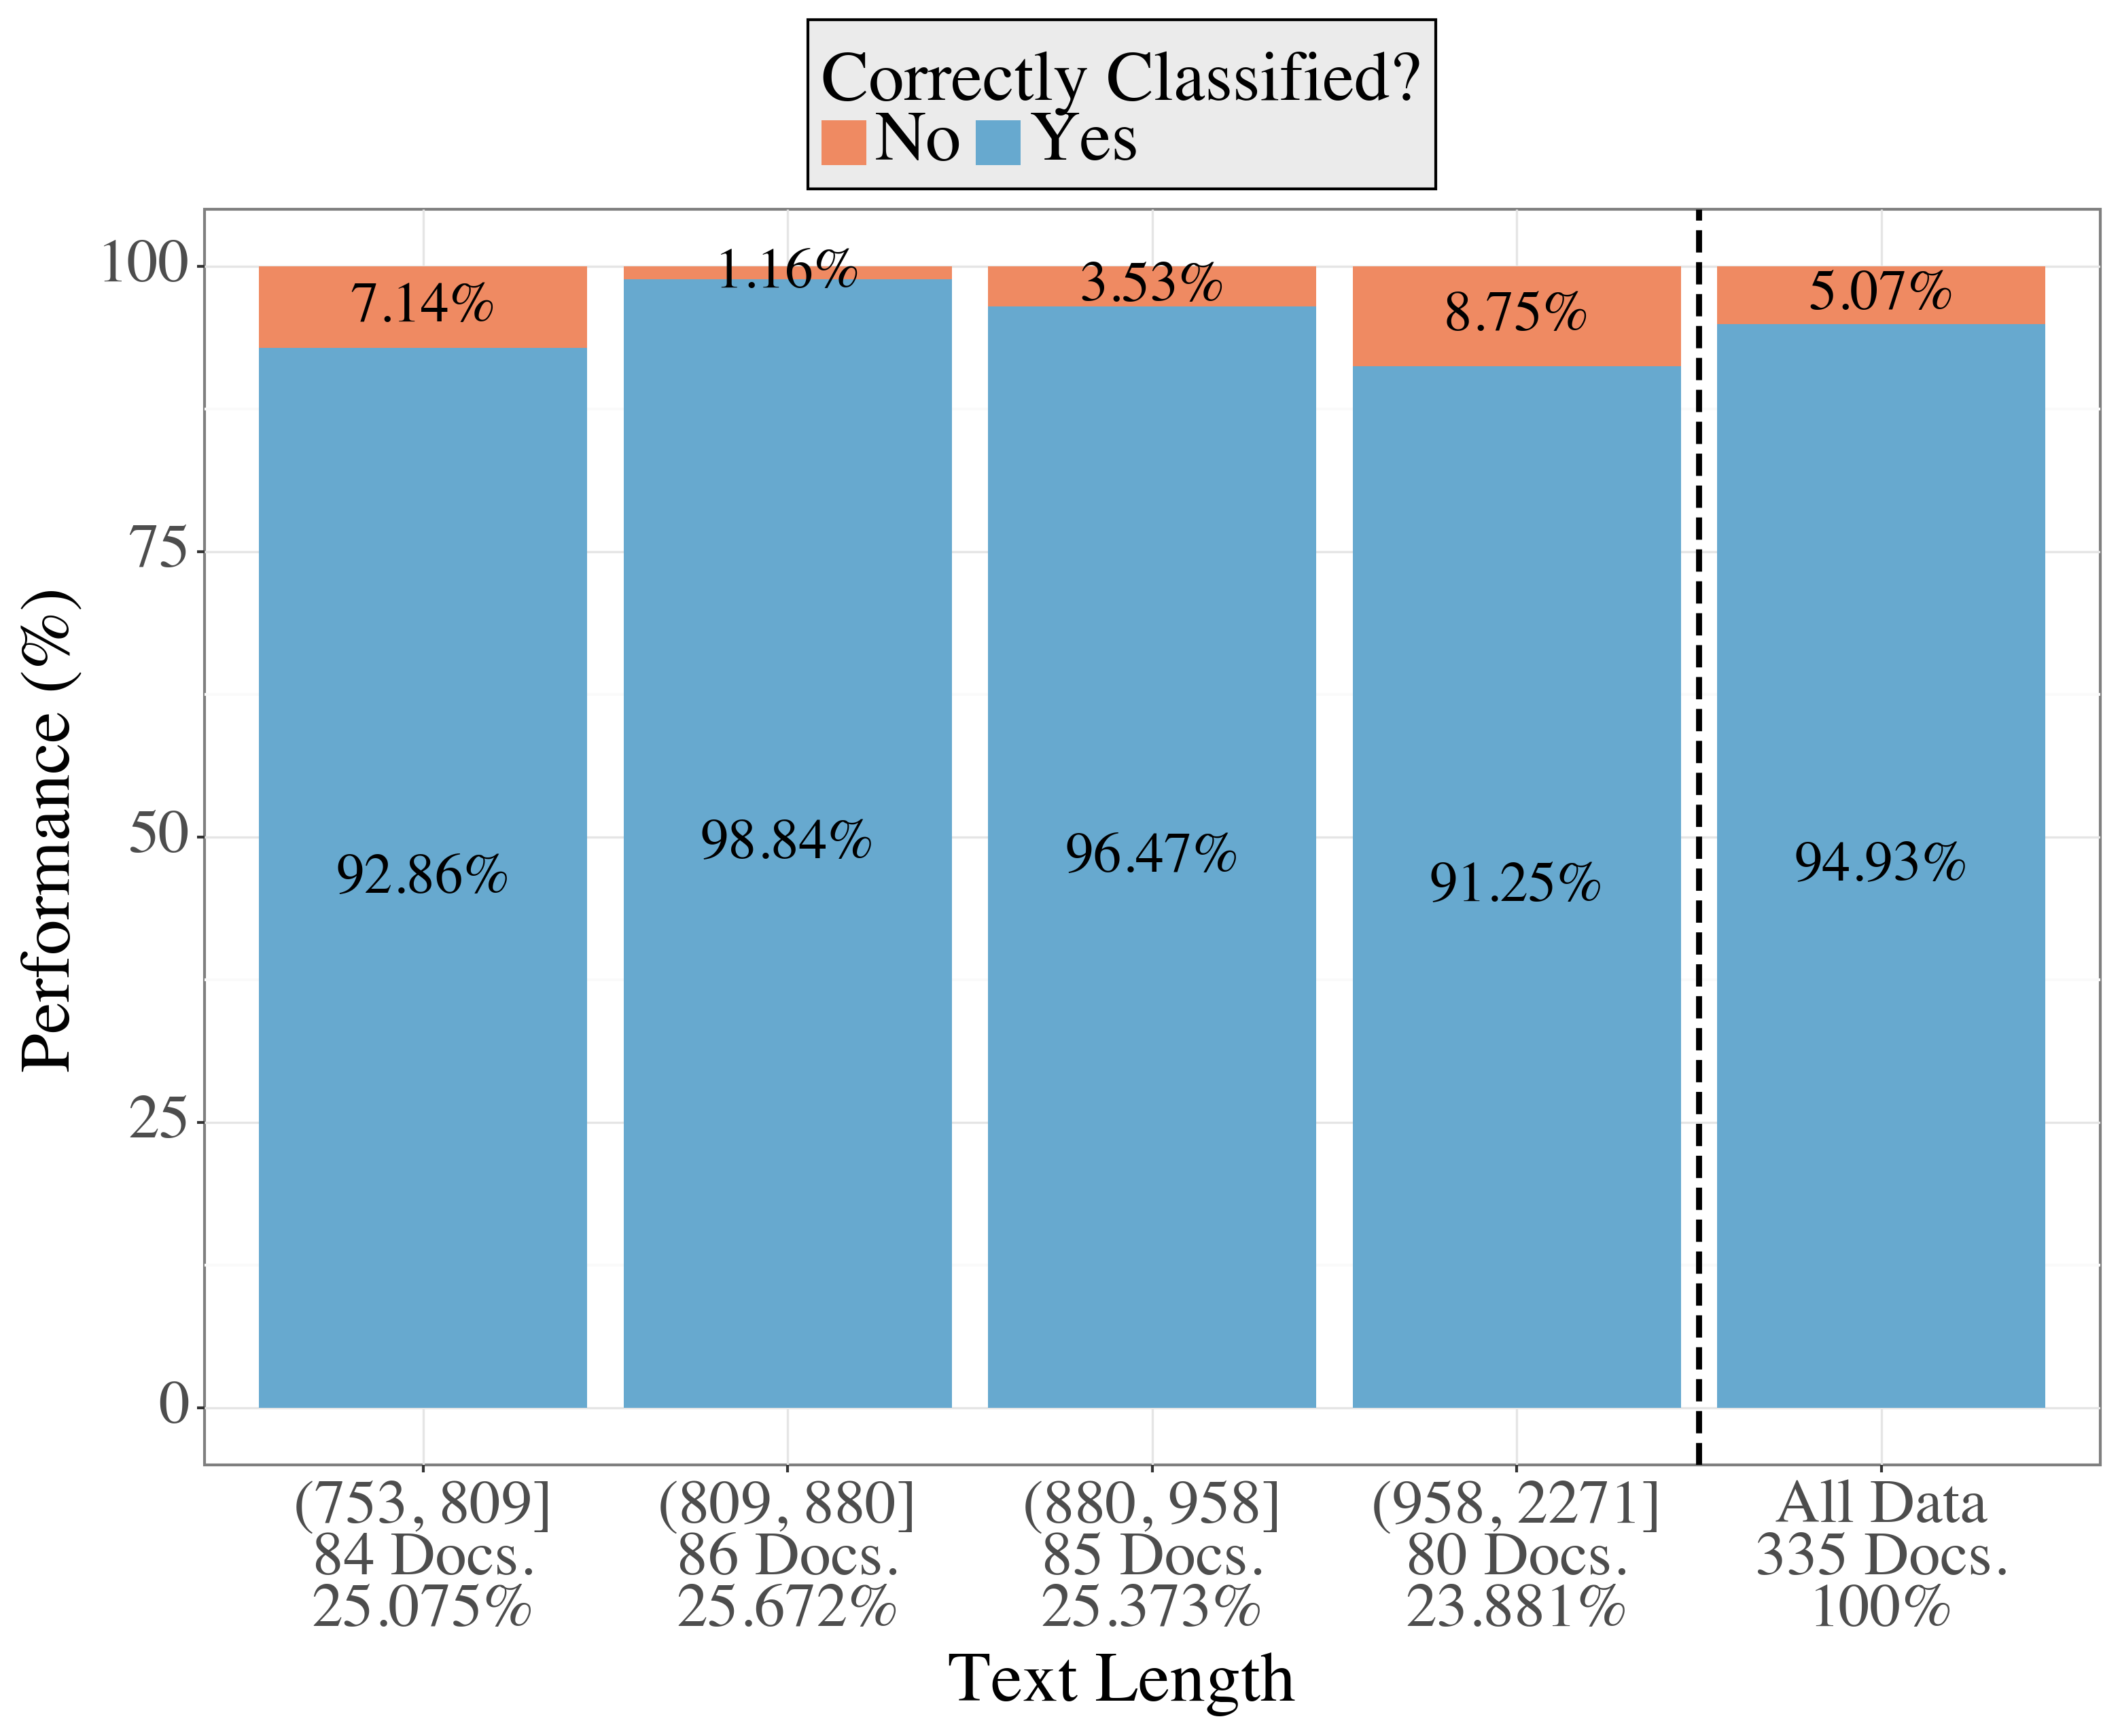 Correctly Classified?
No Yes
Performance (%)
100
75
50
25
0
7.14% 1.16% 3.53% 8.75% 5.07%
92.86% 98.84% 96.47% 91.25% 94.93%
(753, 809] (809, 880] (880, 958] (958, 2271] All Data
84 Docs. 86 Docs. 85 Docs. 80 Docs. 335 Docs.
25.075% 25.672% 25.373% 23.881% 100%
Text Length